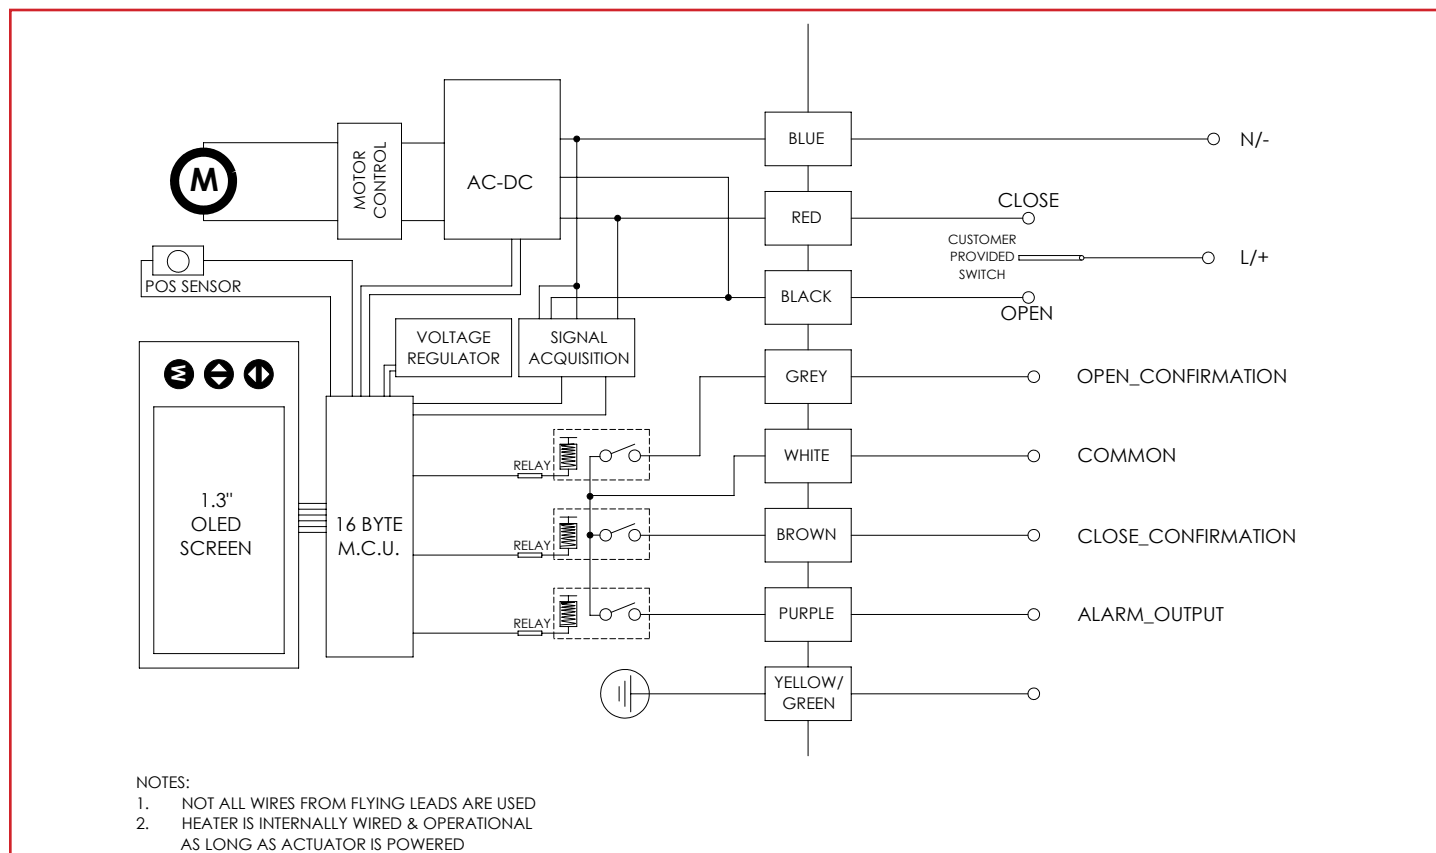 BLUE
N/-
M
MOTOR
CONTROL
AC-DC
RED
CLOSE
CUSTOMER
PROVIDED
SWITCH
L/+
POS SENSOR
BLACK
OPEN
VOLTAGE
REGULATOR
SIGNAL
ACQUISITION
M
GREY
OPEN_CONFIRMATION
RELAY
WHITE
COMMON
1.3"
OLED
SCREEN
16 BYTE
M.C.U.
RELAY
BROWN
CLOSE_CONFIRMATION
RELAY
PURPLE
ALARM_OUTPUT
YELLOW/
GREEN
NOTES:
1. NOT ALL WIRES FROM FLYING LEADS ARE USED
2. HEATER IS INTERNALLY WIRED & OPERATIONAL
AS LONG AS ACTUATOR IS POWERED